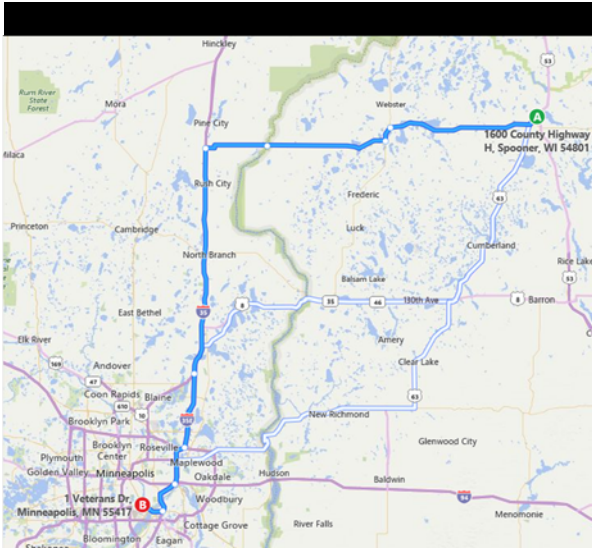 Hinckley
53
Rum River
State
Forest
Mora
Webster
A
Pine City
1600 County Highway
H, Spooner, WI 54801
Milaca
Rush City
Frederic
63
Princeton
Cambridge
Luck
North Branch
Cumberland
Rice Lake
Balsam Lake
53
8
35
46
130th Ave
8
Barron
East Bethel
35
Elk River
Amery
169
Andover
Clear Lake
47
Coon Rapids
Blaine
63
610
10
Brooklyn Park
New Richmond
Brooklyn
Center
Roseville
Glenwood City
Plymouth
Maplewood
Golden Valley
Minneapolis
Oakdale
Hudson
Baldwin
1 Veterans Dr,
Minneapolis, MN 55417
B
Woodbury
94
Menomonie
Cottage Grove
River Falls
Bloomington
Eagan